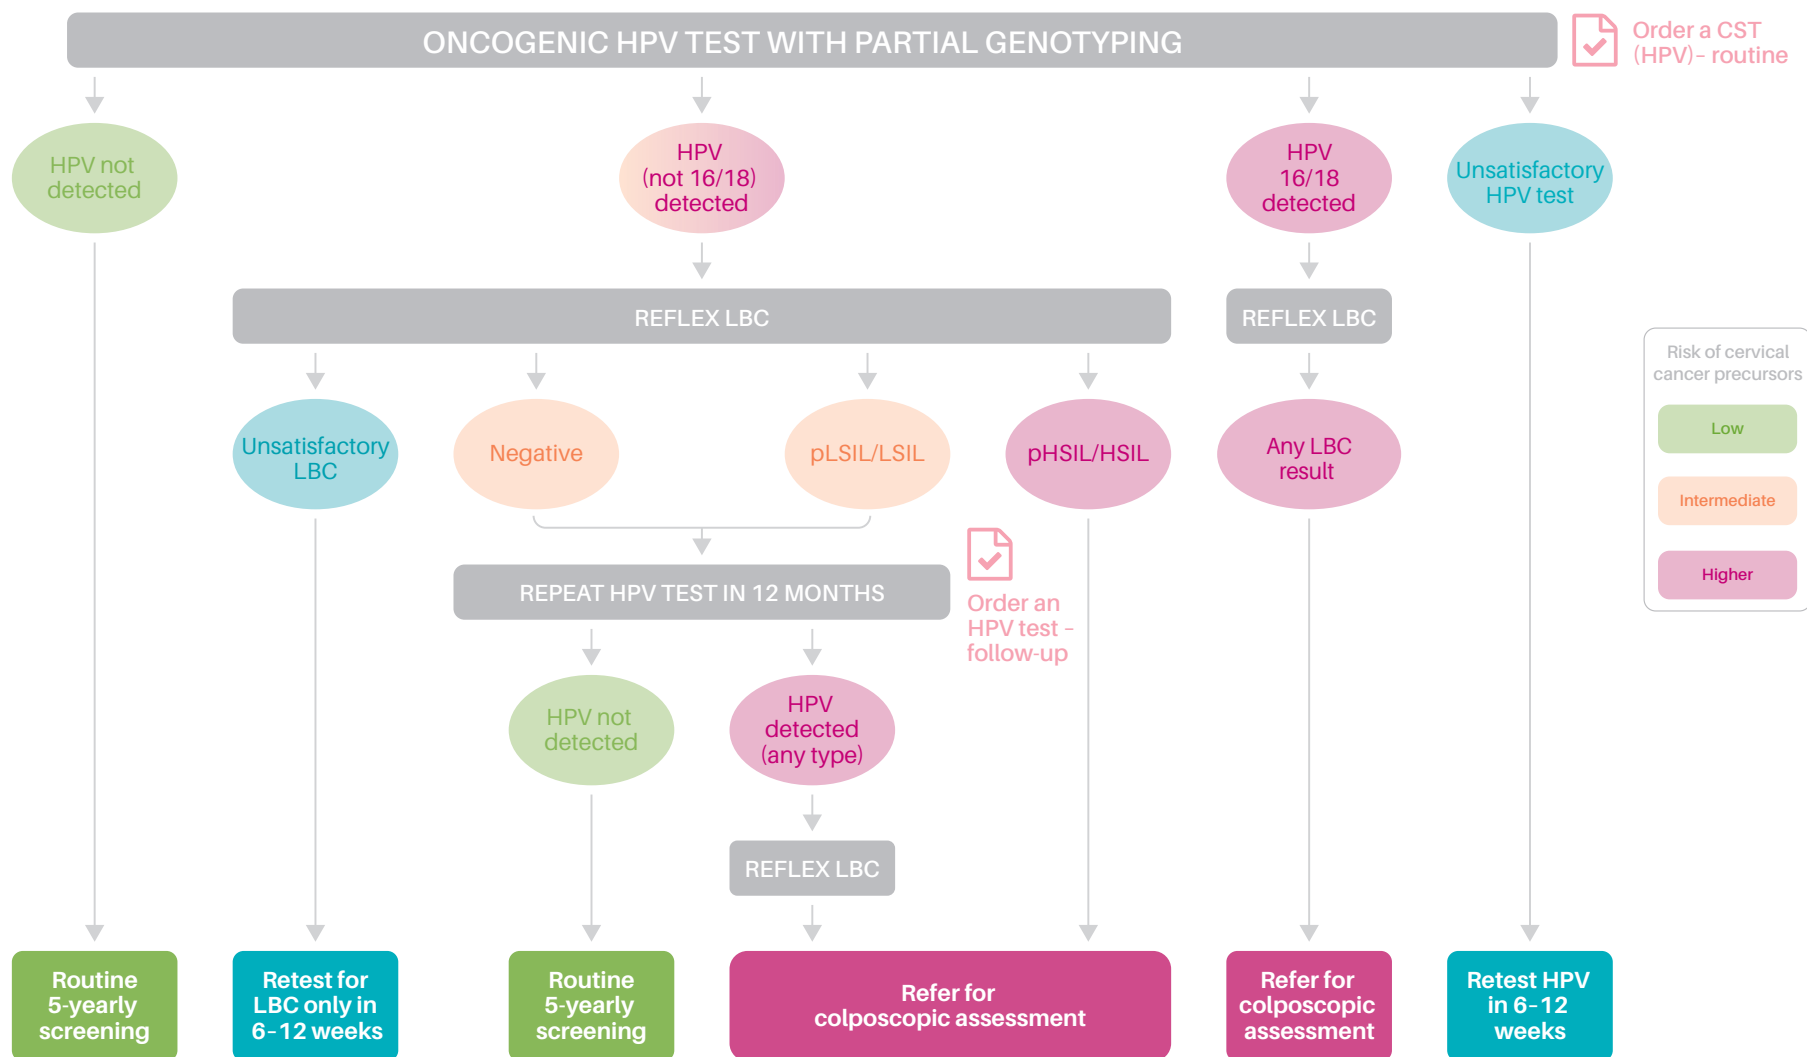 ONCOGENIC HPV TEST WITH PARTIAL GENOTYPING
Order a CST
(HPV) – routine
HPV not
detected
HPV
(not 16/18)
detected
HPV
16/18
detected
Unsatisfactory
HPV test
REFLEX LBC
REFLEX LBC
Risk of cervical
cancer precursors
Low
Intermediate
Higher
Unsatisfactory
LBC
Negative
pLSIL/LSIL
pHSIL/HSIL
Any LBC
result
REPEAT HPV TEST IN 12 MONTHS
Order an
HPV test –
follow-up
HPV not
detected
HPV
detected
(any type)
REFLEX LBC
Routine
5-yearly
screening
Retest for
LBC only in
6–12 weeks
Routine
5-yearly
screening
Refer for
colposcopic assessment
Refer for
colposcopic
assessment
Retest HPV
in 6–12
weeks